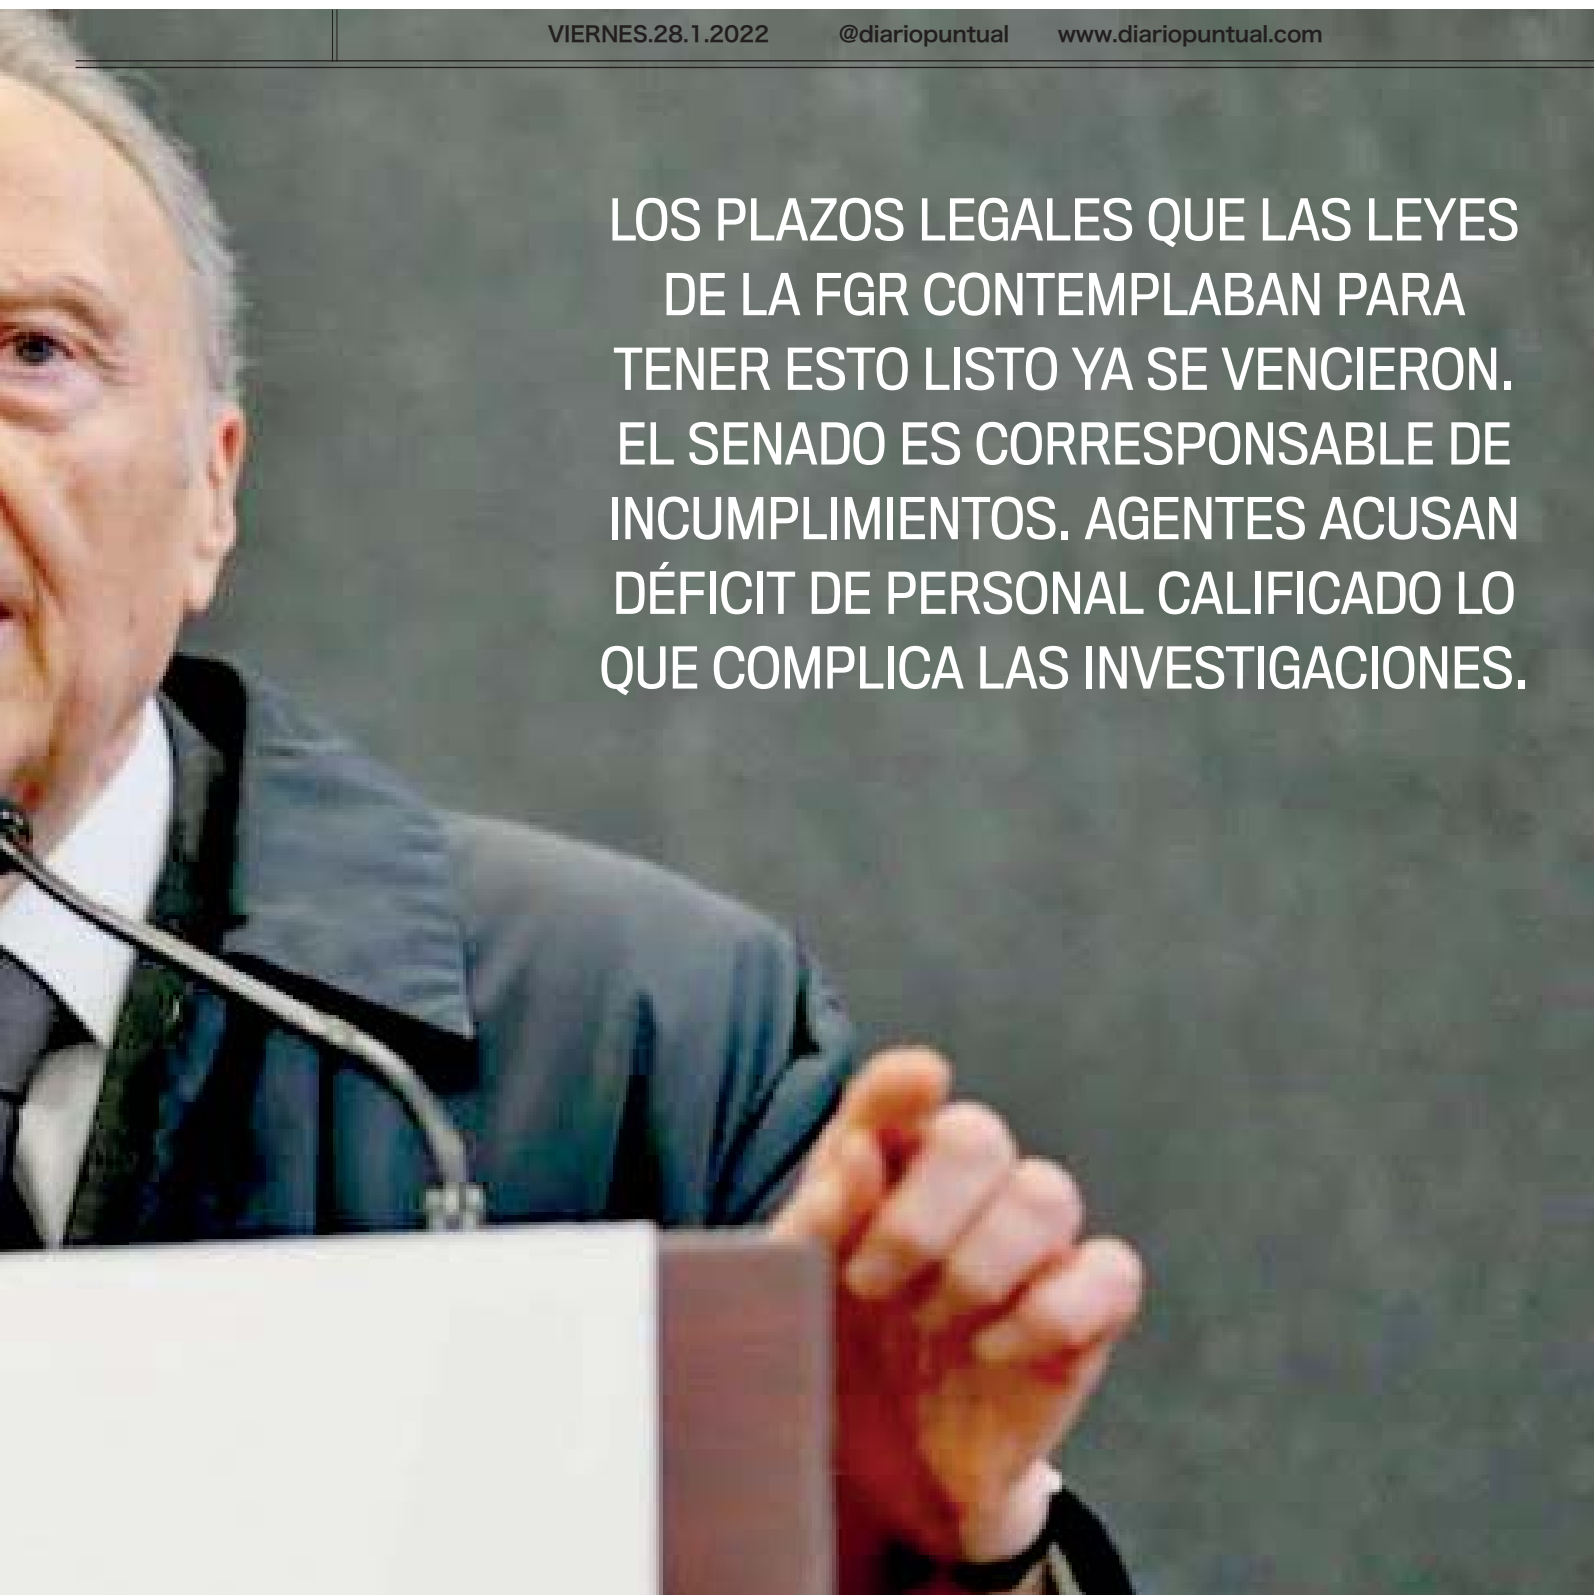 VIERNES.28.1.2022 @diariopuntual www.diariopuntual.com
LOS PLAZOS LEGALES QUE LAS LEYES
DE LA FGR CONTEMPLABAN PARA
TENER ESTO LISTO YA SE VENCIERON.
EL SENADO ES CORRESPONSABLE DE
INCUMPLIMIENTOS. AGENTES ACUSAN
DÉFICIT DE PERSONAL CALIFICADO LO
QUE COMPLICA LAS INVESTIGACIONES.